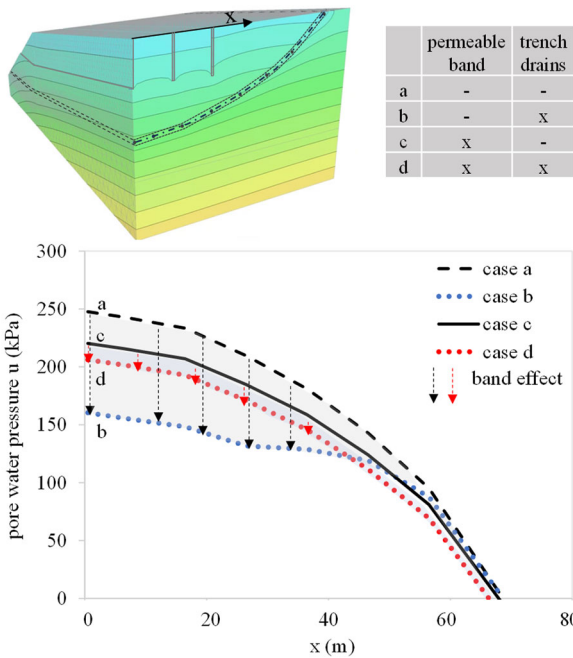 x
permeable band
trench drains
a - -
b - x
c x -
d x x
300
250
200
150
100
50
0
0
20
40
60
80
pore water pressure u (kPa)
x (m)
a
c
d
b
case a
case b
case c
case d
band effect